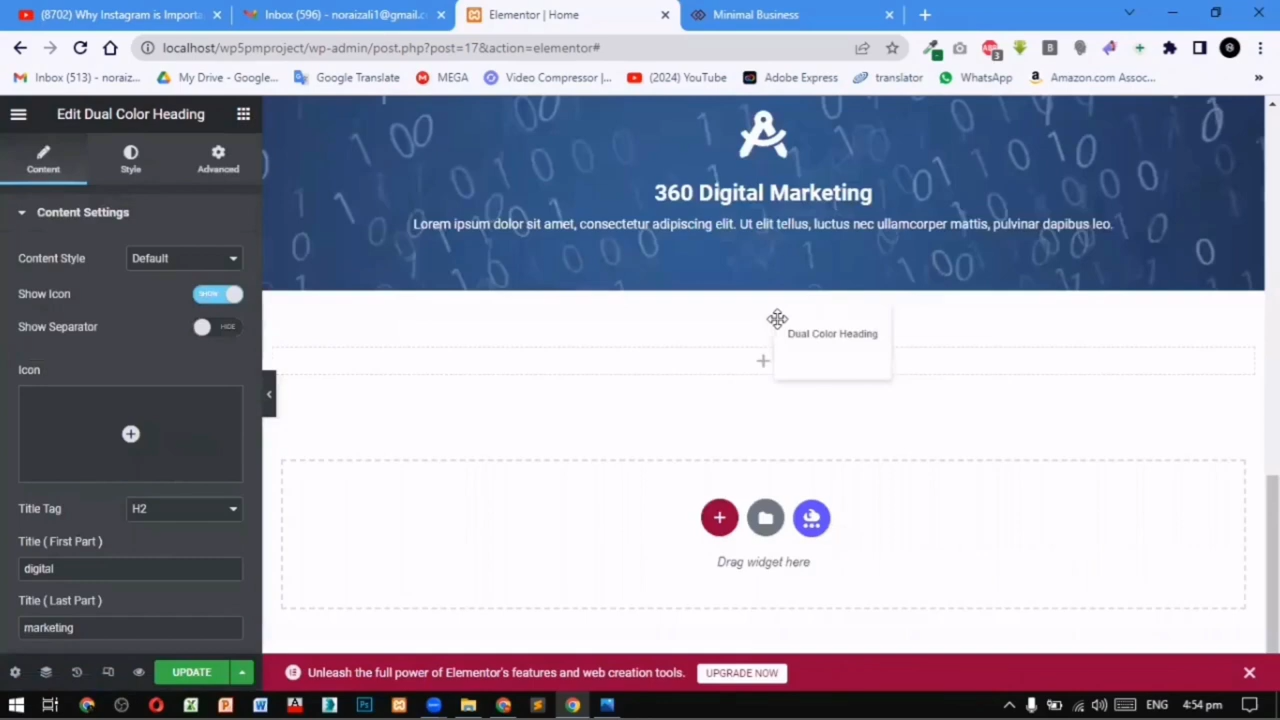 (8702) Why Instagram is Importa
Inbox (596) - noraizali1@gmail.c
Elementor | Home
Minimal Business
localhost/wp5pmproject/wp-admin/post.php?post=17&action=elementor#
3
Inbox (513) - noraiz...
My Drive - Google...
Google Translate
MEGA
Video Compressor |...
(2024) YouTube
Adobe Express
translator
WhatsApp
Amazon.com Assoc...
»
Edit Dual Color Heading
Content
Style
Advanced
Content Settings
Content Style
Default
Show Icon
SHOW
Show Separator
HIDE
Icon
Title Tag
H2
Title ( First Part )
digital
Title ( Last Part )
marketing
UPDATE
360 Digital Marketing
Lorem ipsum dolor sit amet, consectetur adipiscing elit. Ut elit tellus, luctus nec ullamcorper mattis, pulvinar dapibus leo.
Dual Color Heading
Drag widget here
Unleash the full power of Elementor's features and web creation tools.
UPGRADE NOW
ENG
4:54 pm